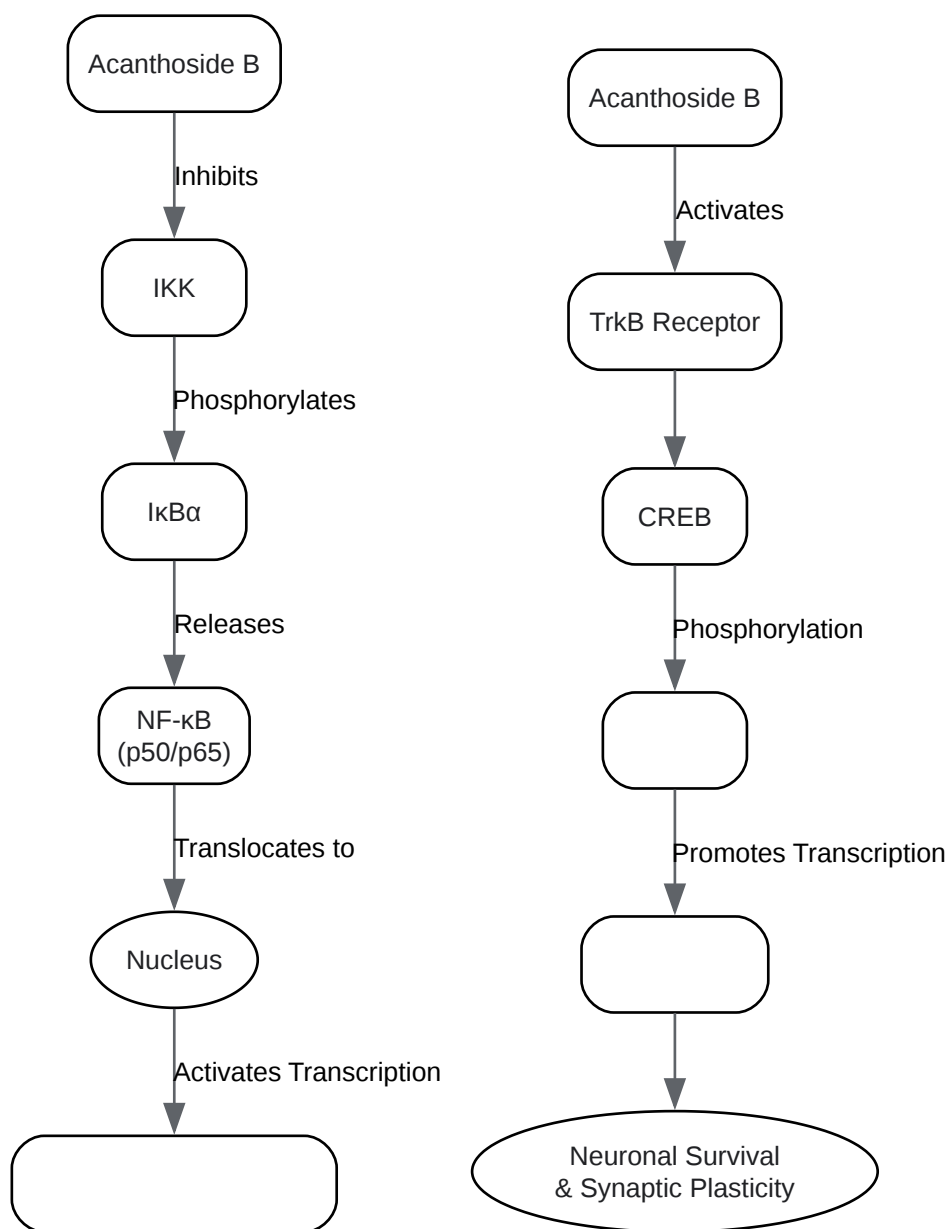 Acanthoside B
Inhibits
IKK
Phosphorylates
IκBα
Releases
NF-κB
(p50/p65)
Translocates to
Nucleus
Activates Transcription
Acanthoside B
Activates
TrkB Receptor
CREB
Phosphorylation
Promotes Transcription
Neuronal Survival
& Synaptic Plasticity